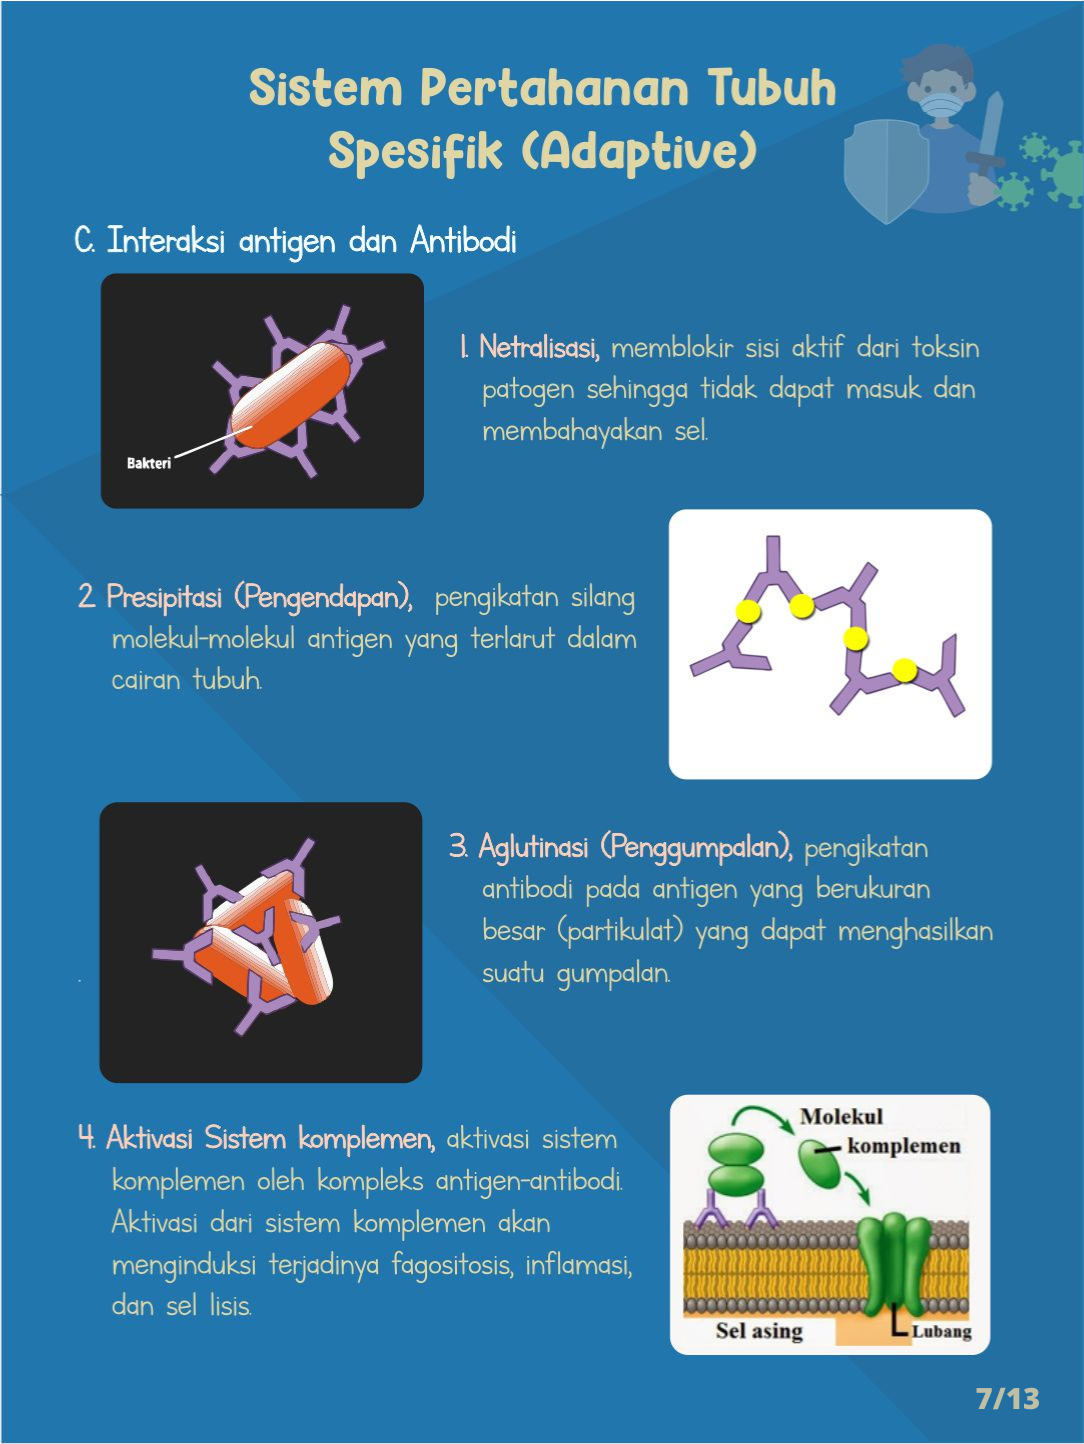 Sistem Pertahanan Tubuh
Spesifik (Adaptive)
C. Interaksi antigen dan Antibodi
Bakteri
1. Netralisasi, memblokir sisi aktif dari toksin
patogen sehingga tidak dapat masuk dan
membahayakan sel.
2. Presipitasi (Pengendapan), pengikatan silang
molekul-molekul antigen yang terlarut dalam
cairan tubuh.
3. Aglutinasi (Penggumpalan), pengikatan
antibodi pada antigen yang berukuran
besar (partikulat) yang dapat menghasilkan
suatu gumpalan.
4. Aktivasi Sistem komplemen, aktivasi sistem
komplemen oleh kompleks antigen-antibodi.
Aktivasi dari sistem komplemen akan
menginduksi terjadinya fagositosis, inflamasi,
dan sel lisis.
Molekul
komplemen
Sel asing
Lubang
7/13